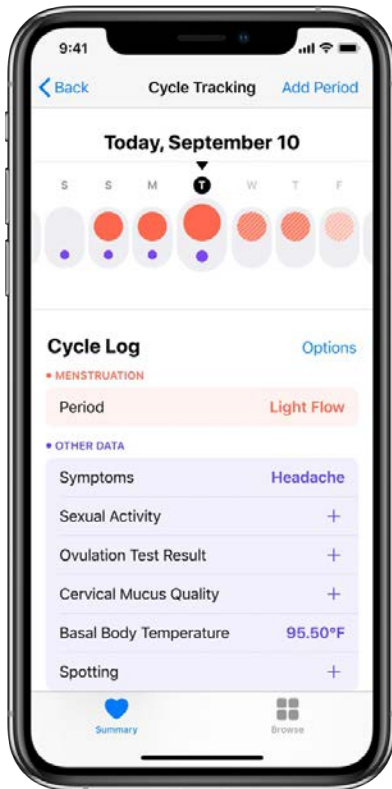 9:41
Back Cycle Tracking Add Period
Today, September 10
S S M T W T F
Cycle Log Options
• MENSTRUATION
Period Light Flow
• OTHER DATA
Symptoms Headache
Sexual Activity +
Ovulation Test Result +
Cervical Mucus Quality +
Basal Body Temperature 95.50°F
Spotting +
Summary Browse